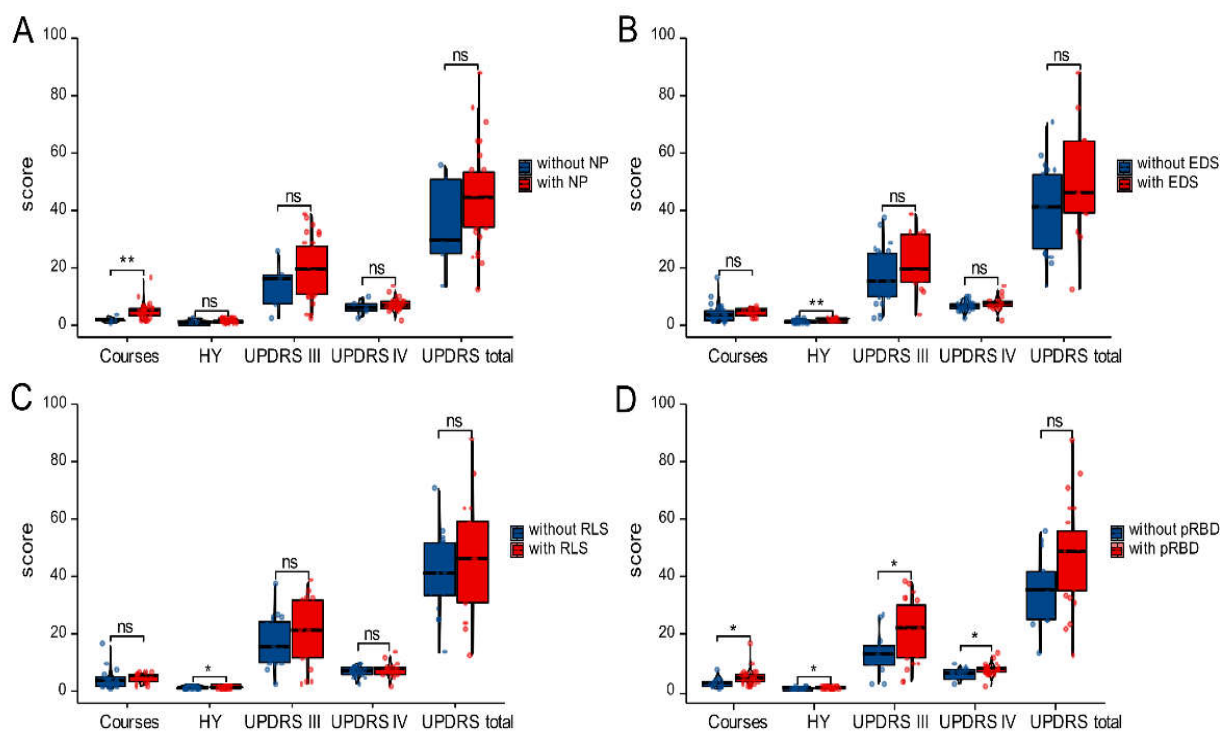 A
100
80
60
40
20
0
score
**
ns
ns
ns
ns
without NP
with NP
Courses HY UPDRS III UPDRS IV UPDRS total
B
100
80
60
40
20
0
score
ns
**
ns
ns
ns
without EDS
with EDS
Courses HY UPDRS III UPDRS IV UPDRS total
C
100
80
60
40
20
0
score
ns
*
ns
ns
ns
without RLS
with RLS
Courses HY UPDRS III UPDRS IV UPDRS total
D
100
80
60
40
20
0
score
*
*
*
*
ns
without pRBD
with pRBD
Courses HY UPDRS III UPDRS IV UPDRS total